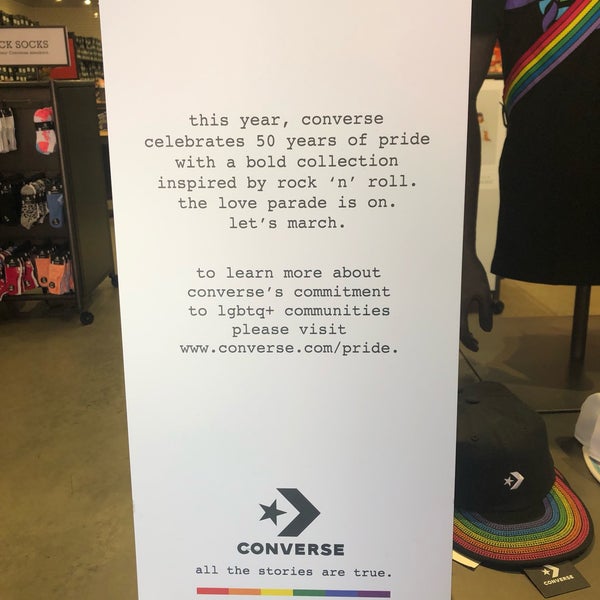 CK SOCKS
this year, converse
celebrates 50 years of pride
with a bold collection
inspired by rock ‘n’ roll.
the love parade is on.
let’s march.
to learn more about
converse’s commitment
to lgbtq+ communities
please visit
www.converse.com/pride.
CONVERSE
all the stories are true.
CONVERSE